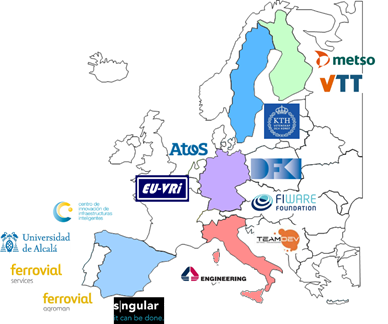 metso
VTT
KTH
AtoS
DFKI
EU-VRi
FIWARE
FOUNDATION
centro de
innovación de
infraestructuras
inteligentes
Universidad
de Alcalá
TEAMDEV
ferrovial
services
ENGINEERING
ferrovial
agroman
s|ngular
it can be done.